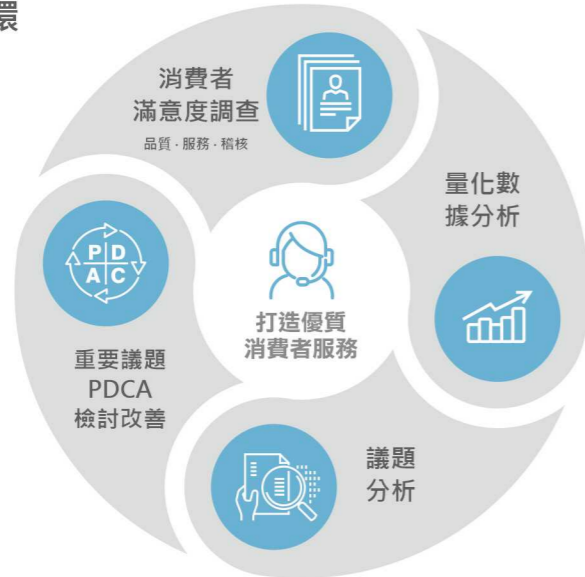 環
消費者
滿意度調查
品質．服務．稽核
量化數
據分析
P D
A C
打造優質
消費者服務
重要議題
PDCA
檢討改善
議題
分析